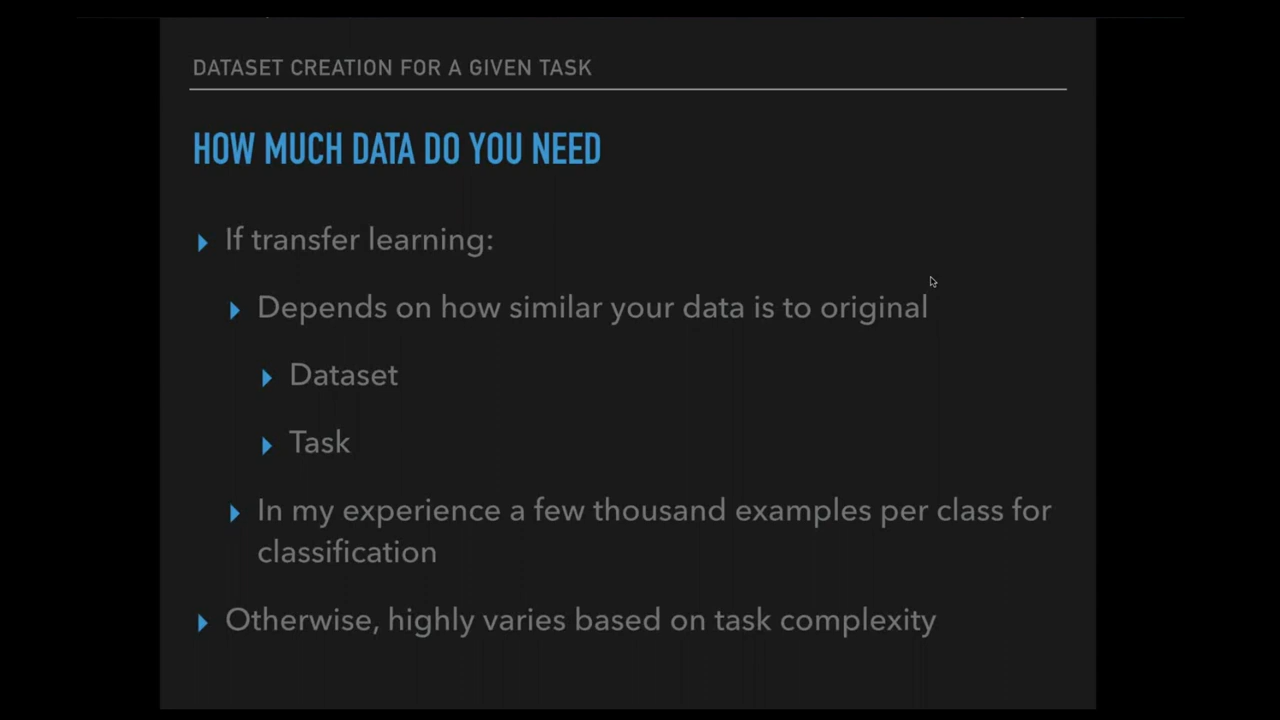 DATASET CREATION FOR A GIVEN TASK
HOW MUCH DATA DO YOU NEED
If transfer learning:
Depends on how similar your data is to original
Dataset
Task
In my experience a few thousand examples per class for
classification
Otherwise, highly varies based on task complexity